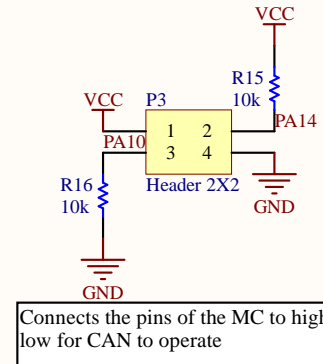 VCC
R15
10k
PA14
VCC
P3
PA10
1 2
3 4
R16
10k
Header 2X2
GND
GND
Connects the pins of the MC to high
low for CAN to operate